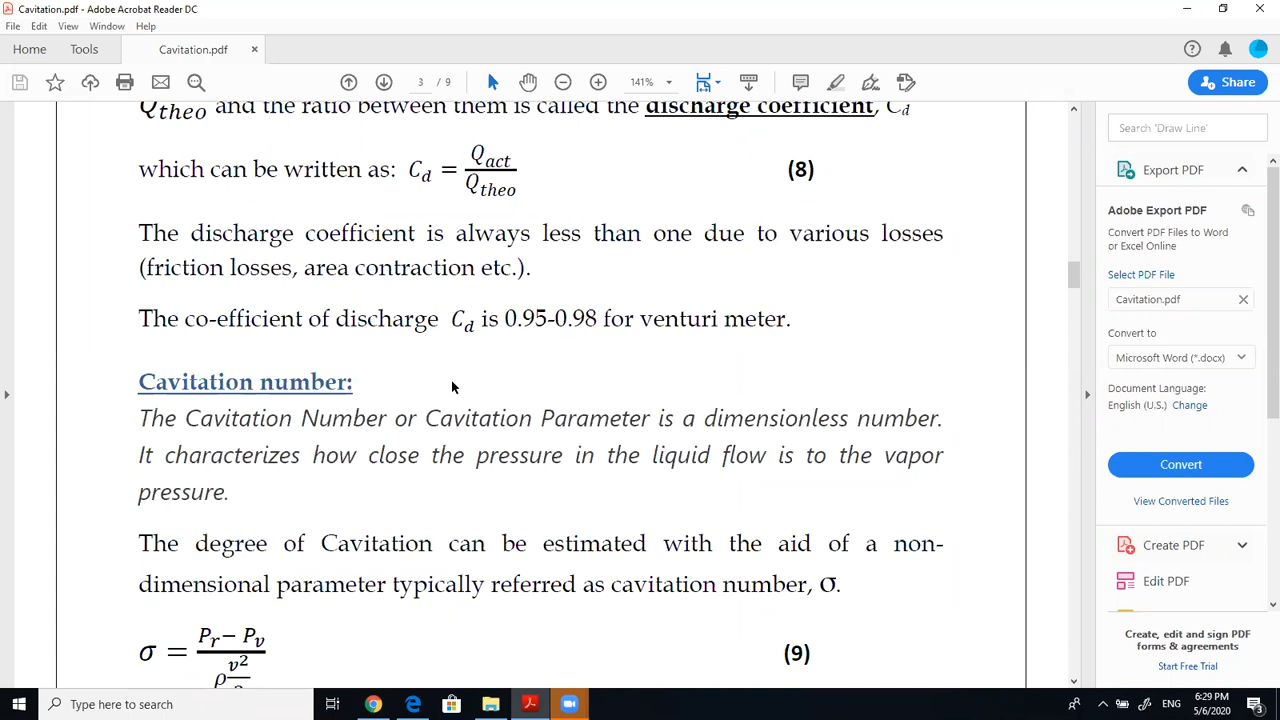 Cavitation.pdf - Adobe Acrobat Reader DC
File Edit View Window Help
Home Tools Cavitation.pdf ×
3 / 9 141% Share
Q_theo and the ratio between them is called the discharge coefficient, C_d
which can be written as: C_d = Q_act / Q_theo (8)
The discharge coefficient is always less than one due to various losses
(friction losses, area contraction etc.).
The co-efficient of discharge C_d is 0.95-0.98 for venturi meter.
Cavitation number:
The Cavitation Number or Cavitation Parameter is a dimensionless number.
It characterizes how close the pressure in the liquid flow is to the vapor
pressure.
The degree of Cavitation can be estimated with the aid of a non-
dimensional parameter typically referred as cavitation number, σ.
σ = (P_r − P_v) / (ρ v²/2) (9)
Search 'Draw Line'
Export PDF
Adobe Export PDF
Convert PDF Files to Word
or Excel Online
Select PDF File
Cavitation.pdf
Convert to
Microsoft Word (*.docx)
Document Language:
English (U.S.) Change
Convert
View Converted Files
Create PDF
Edit PDF
Create, edit and sign PDF
forms & agreements
Start Free Trial
Type here to search
ENG
6:29 PM
5/6/2020
3